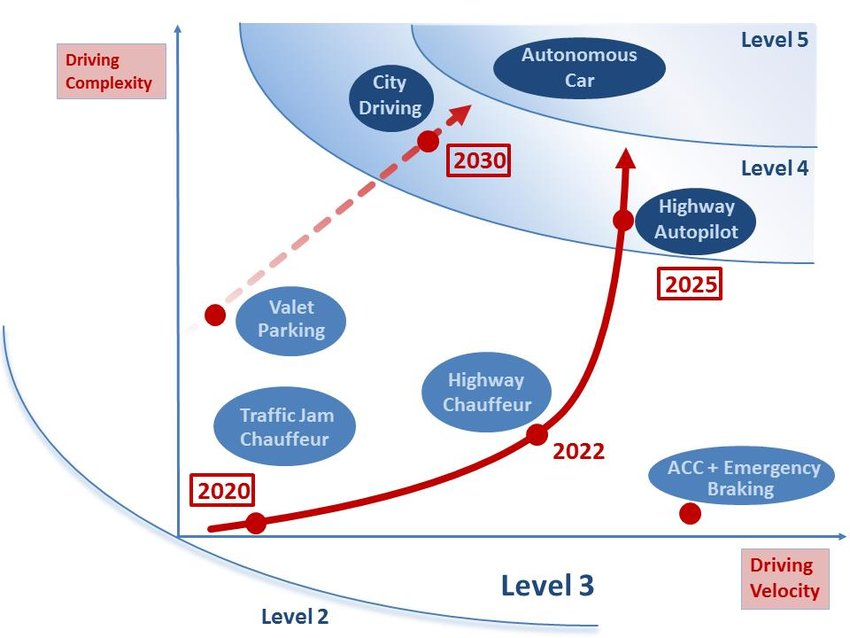 Driving
Complexity
Level 5
Autonomous
Car
City
Driving
2030
Level 4
Highway
Autopilot
2025
Valet
Parking
Highway
Chauffeur
Traffic Jam
Chauffeur
2022
ACC + Emergency
Braking
2020
Driving
Velocity
Level 3
Level 2